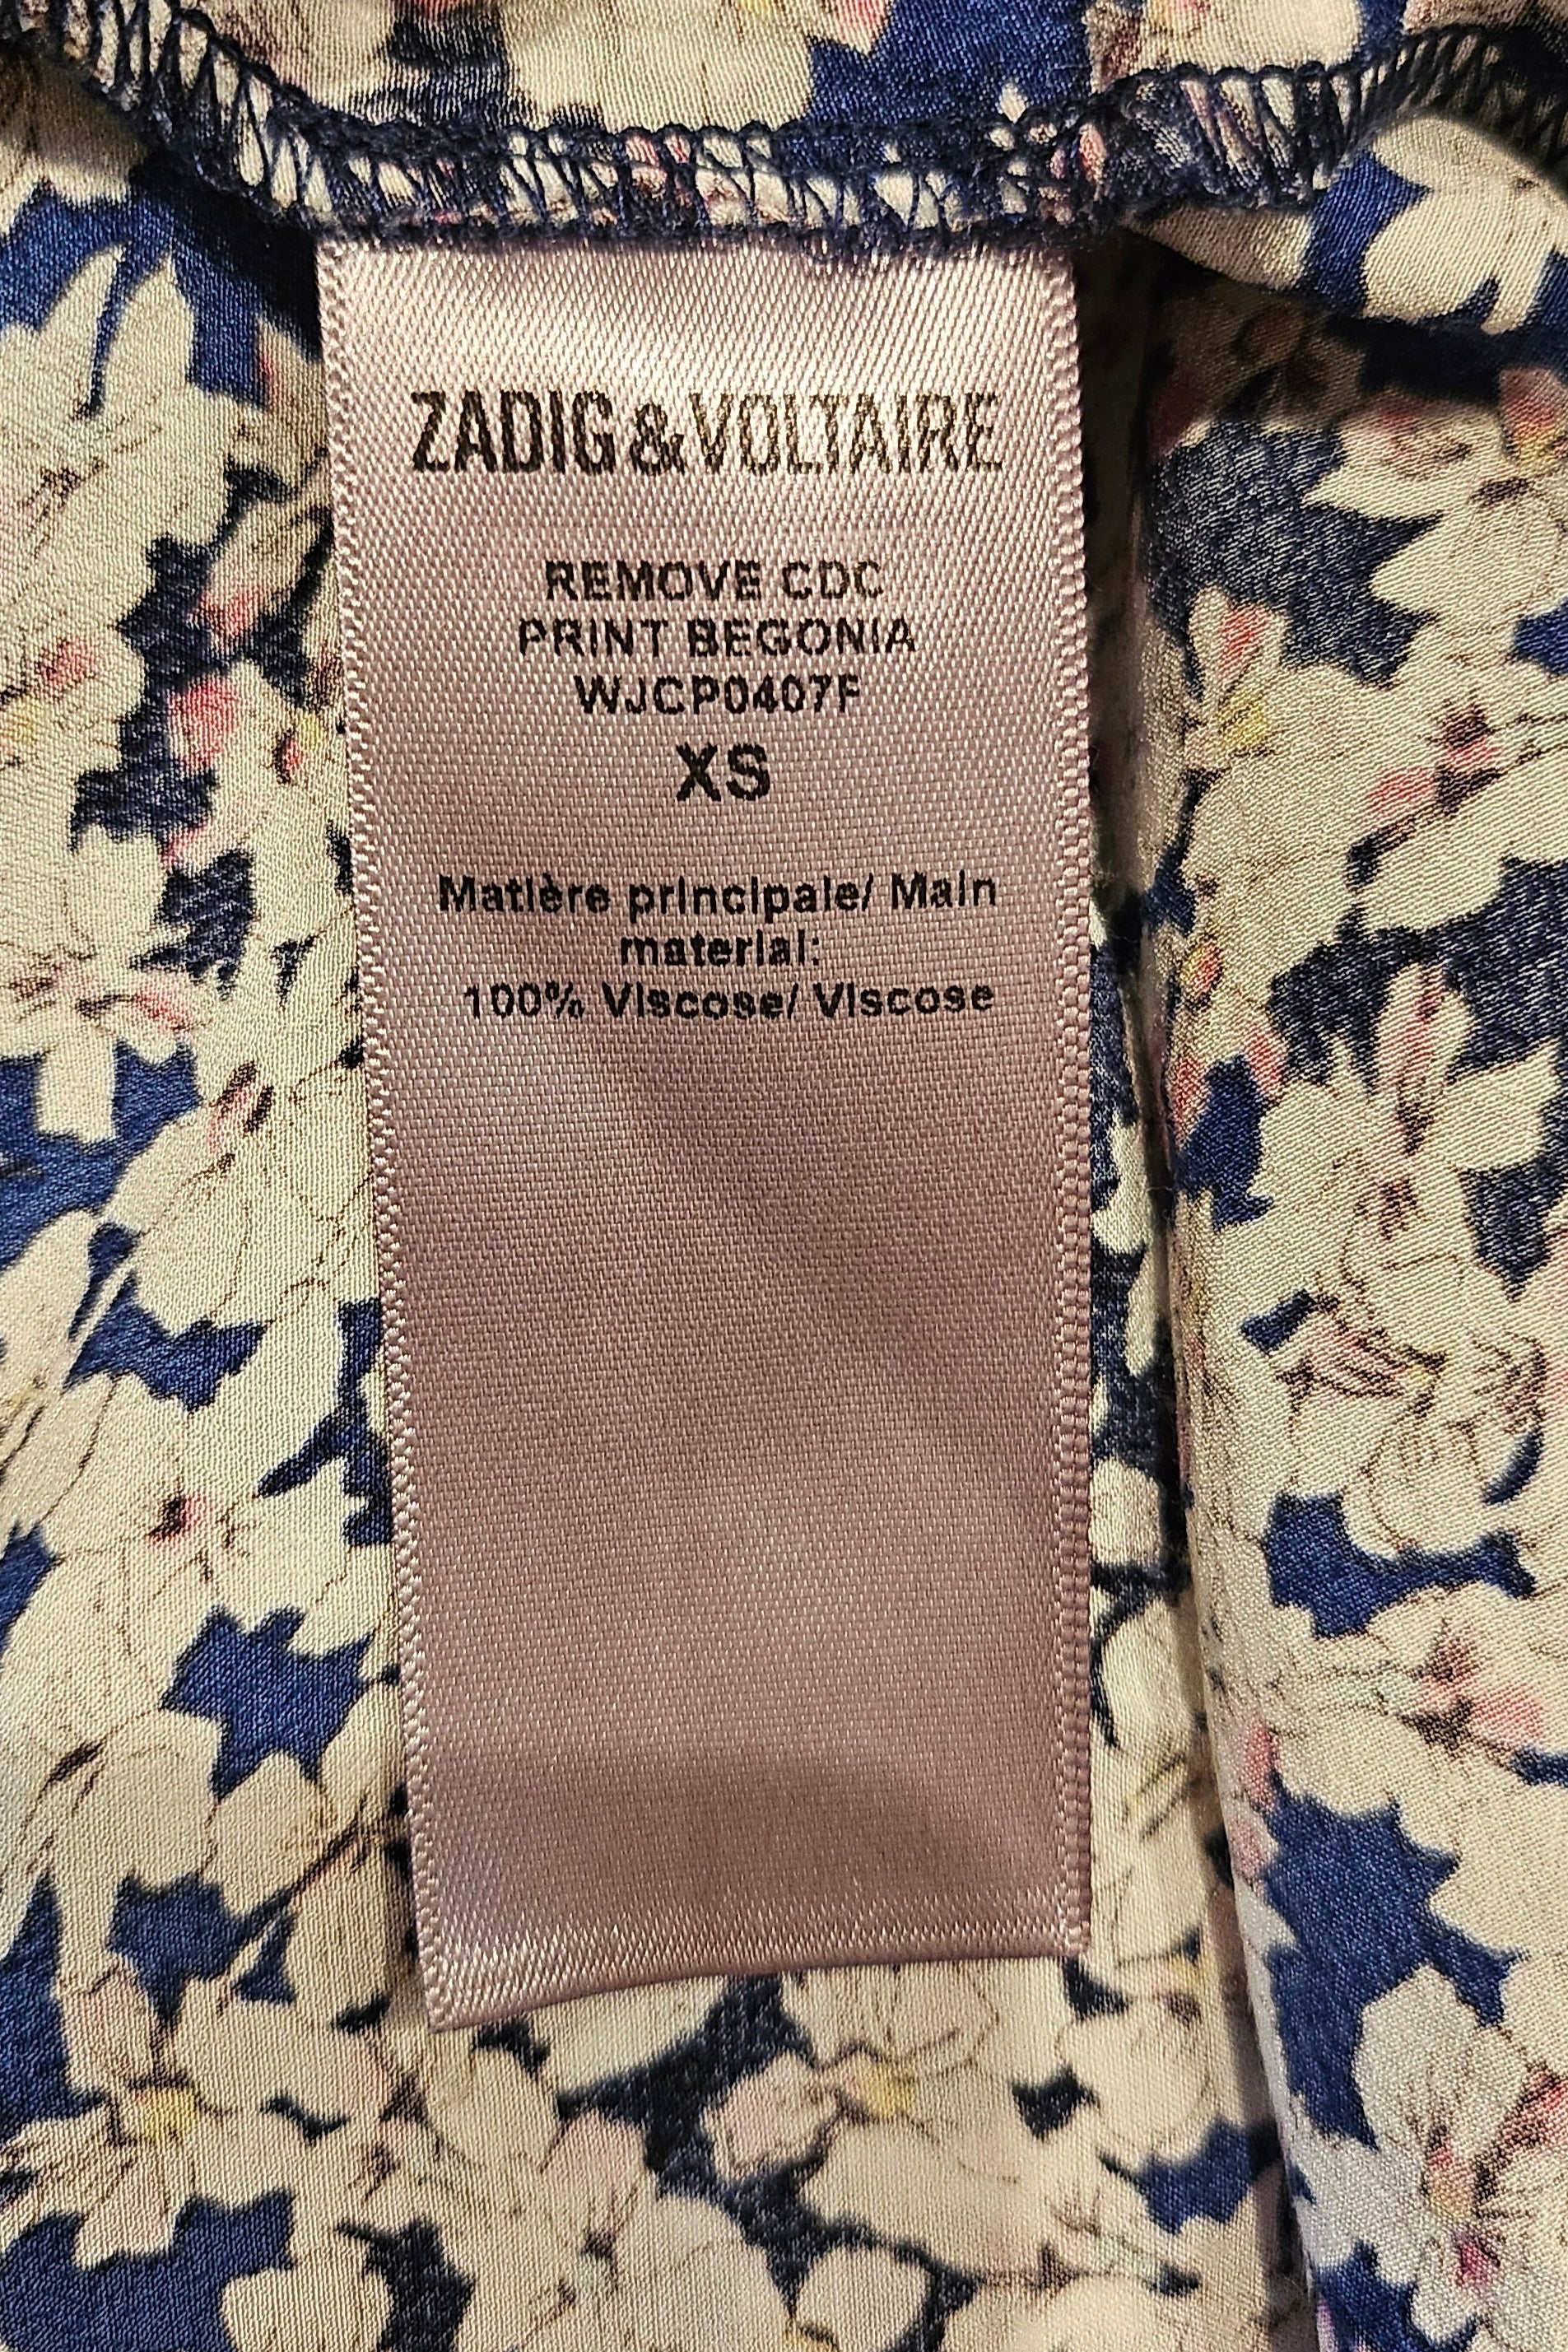 ZADIG&VOLTAIRE
REMOVE CDC
PRINT BEGONIA
WJCP0407F
XS
Matière principale/ Main
material:
100% Viscose/ Viscose